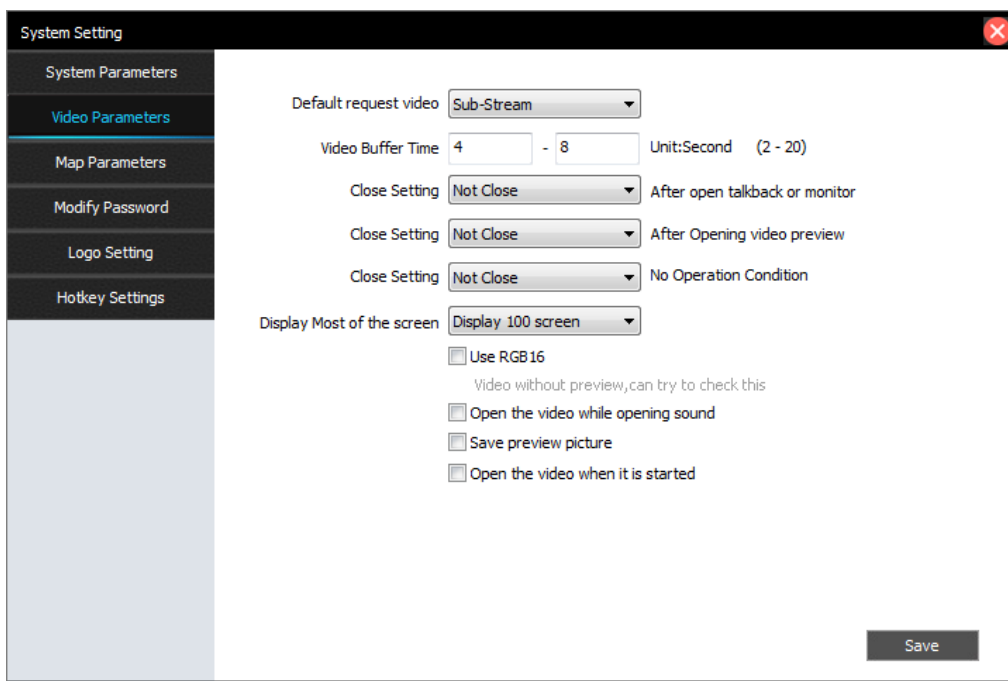 System Setting
System Parameters
Video Parameters
Map Parameters
Modify Password
Logo Setting
Hotkey Settings
Default request video Sub-Stream
Video Buffer Time 4 - 8 Unit:Second (2 - 20)
Close Setting Not Close After open talkback or monitor
Close Setting Not Close After Opening video preview
Close Setting Not Close No Operation Condition
Display Most of the screen Display 100 screen
Use RGB16
Video without preview,can try to check this
Open the video while opening sound
Save preview picture
Open the video when it is started
Save